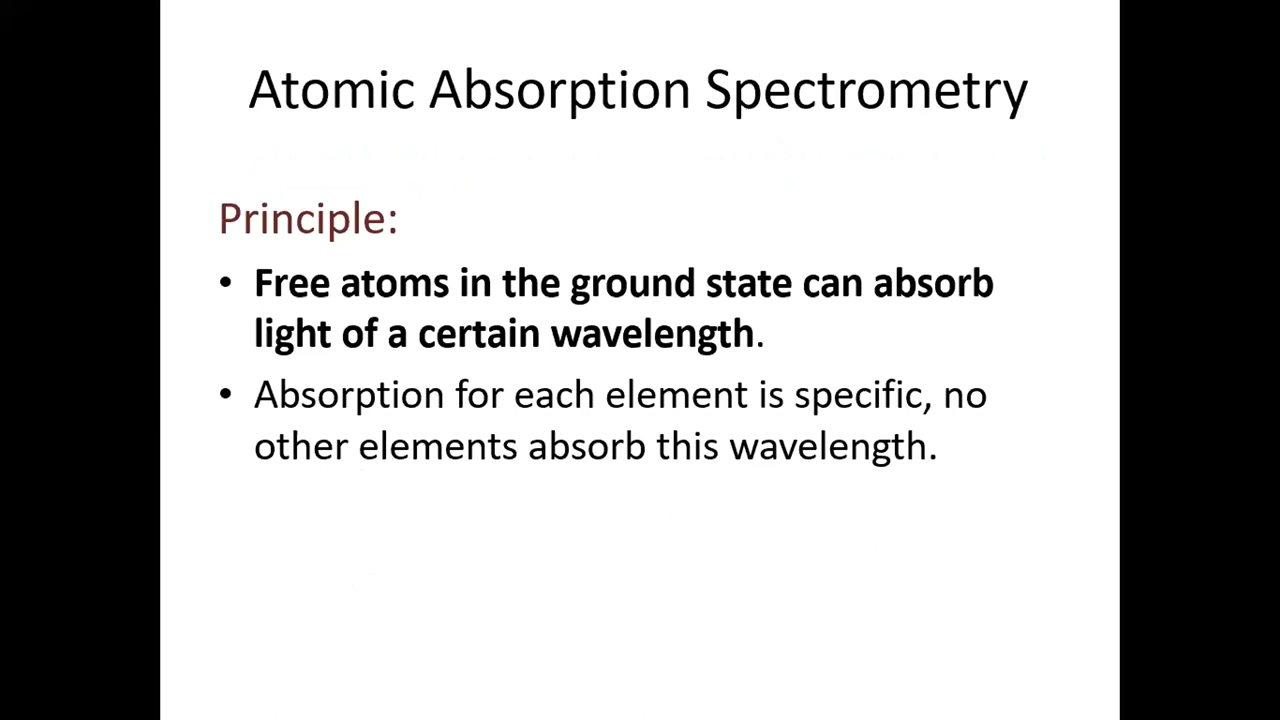 Atomic Absorption Spectrometry
Principle:
• Free atoms in the ground state can absorb
light of a certain wavelength.
• Absorption for each element is specific, no
other elements absorb this wavelength.